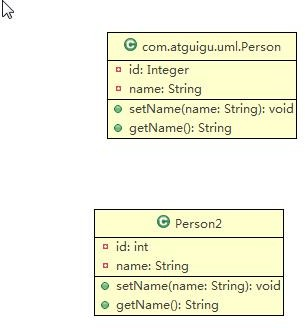 C com.atguigu.uml.Person
id: Integer
name: String
setName(name: String): void
getName(): String
C Person2
id: int
name: String
setName(name: String): void
getName(): String